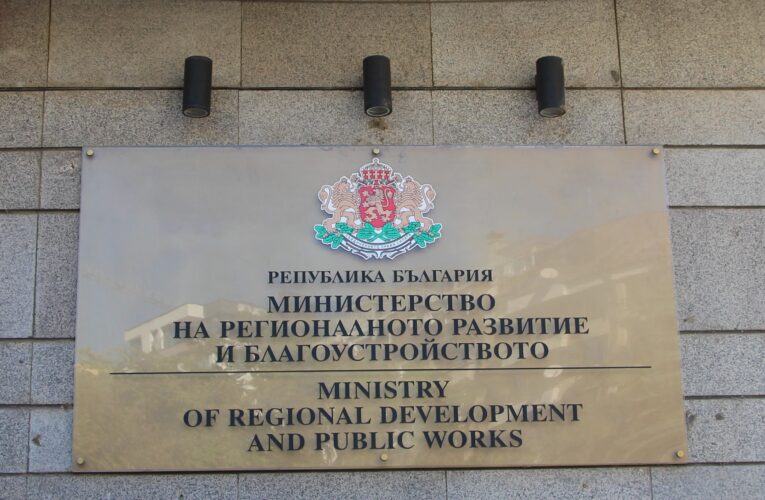 РЕПУБЛИКА БЪЛГАРИЯ
МИНИСТЕРСТВО
НА РЕГИОНАЛНОТО РАЗВИТИЕ
И БЛАГОУСТРОЙСТВОТО
MINISTRY
OF REGIONAL DEVELOPMENT
AND PUBLIC WORKS